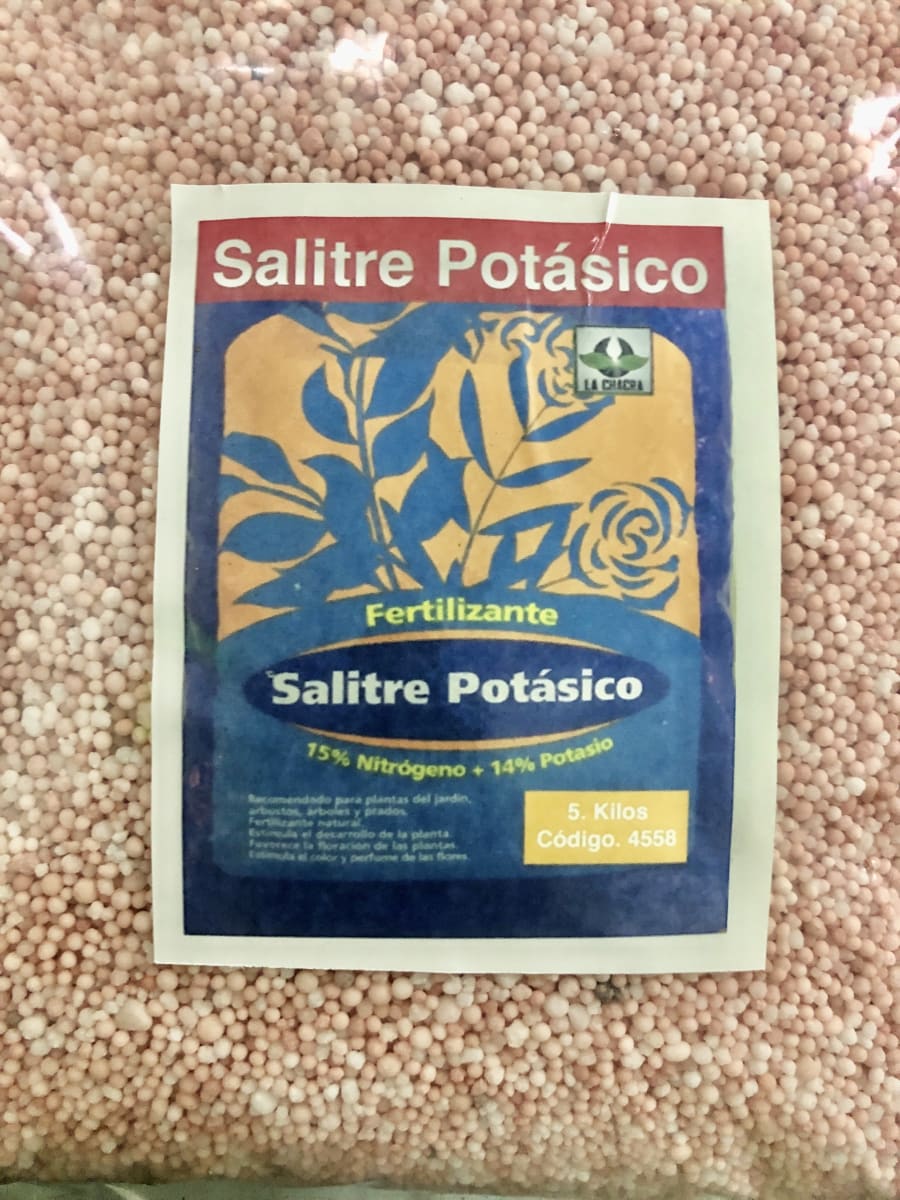 Salitre Potásico
LA CHACRA
Fertilizante
Salitre Potásico
15% Nitrógeno + 14% Potasio
Recomendado para plantas del jardín,
arbustos, árboles y prados.
Fertilizante natural.
Estimula el desarrollo de la planta.
Favorece la floración de las plantas.
Estimula el color y perfume de las flores.
5. Kilos
Código. 4558